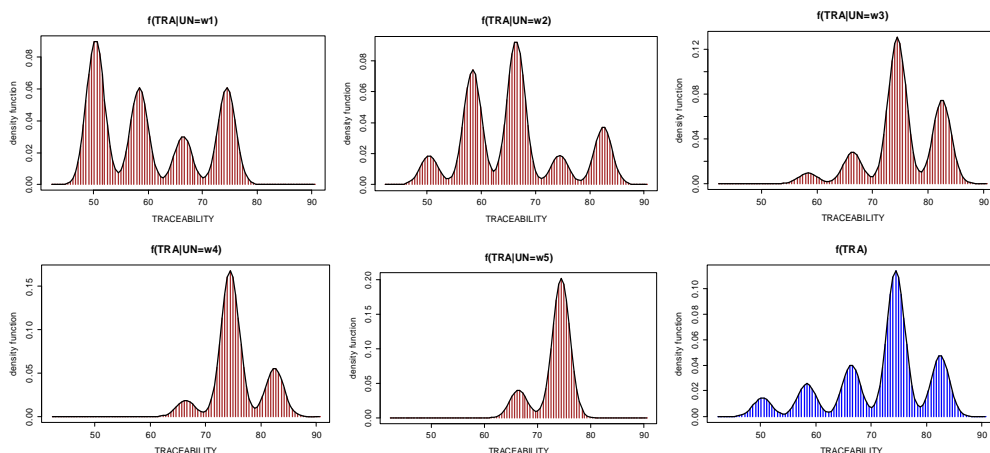 f(TRA|UN=w1)
density function
0.00 0.02 0.04 0.06 0.08
50 60 70 80 90
TRACEABILITY
f(TRA|UN=w2)
density function
0.00 0.02 0.04 0.06 0.08
50 60 70 80 90
TRACEABILITY
f(TRA|UN=w3)
density function
0.00 0.04 0.08 0.12
50 60 70 80 90
TRACEABILITY
f(TRA|UN=w4)
density function
0.00 0.05 0.10 0.15
50 60 70 80 90
TRACEABILITY
f(TRA|UN=w5)
density function
0.00 0.05 0.10 0.15 0.20
50 60 70 80 90
TRACEABILITY
f(TRA)
density function
0.00 0.02 0.04 0.06 0.08 0.10
50 60 70 80 90
TRACEABILITY